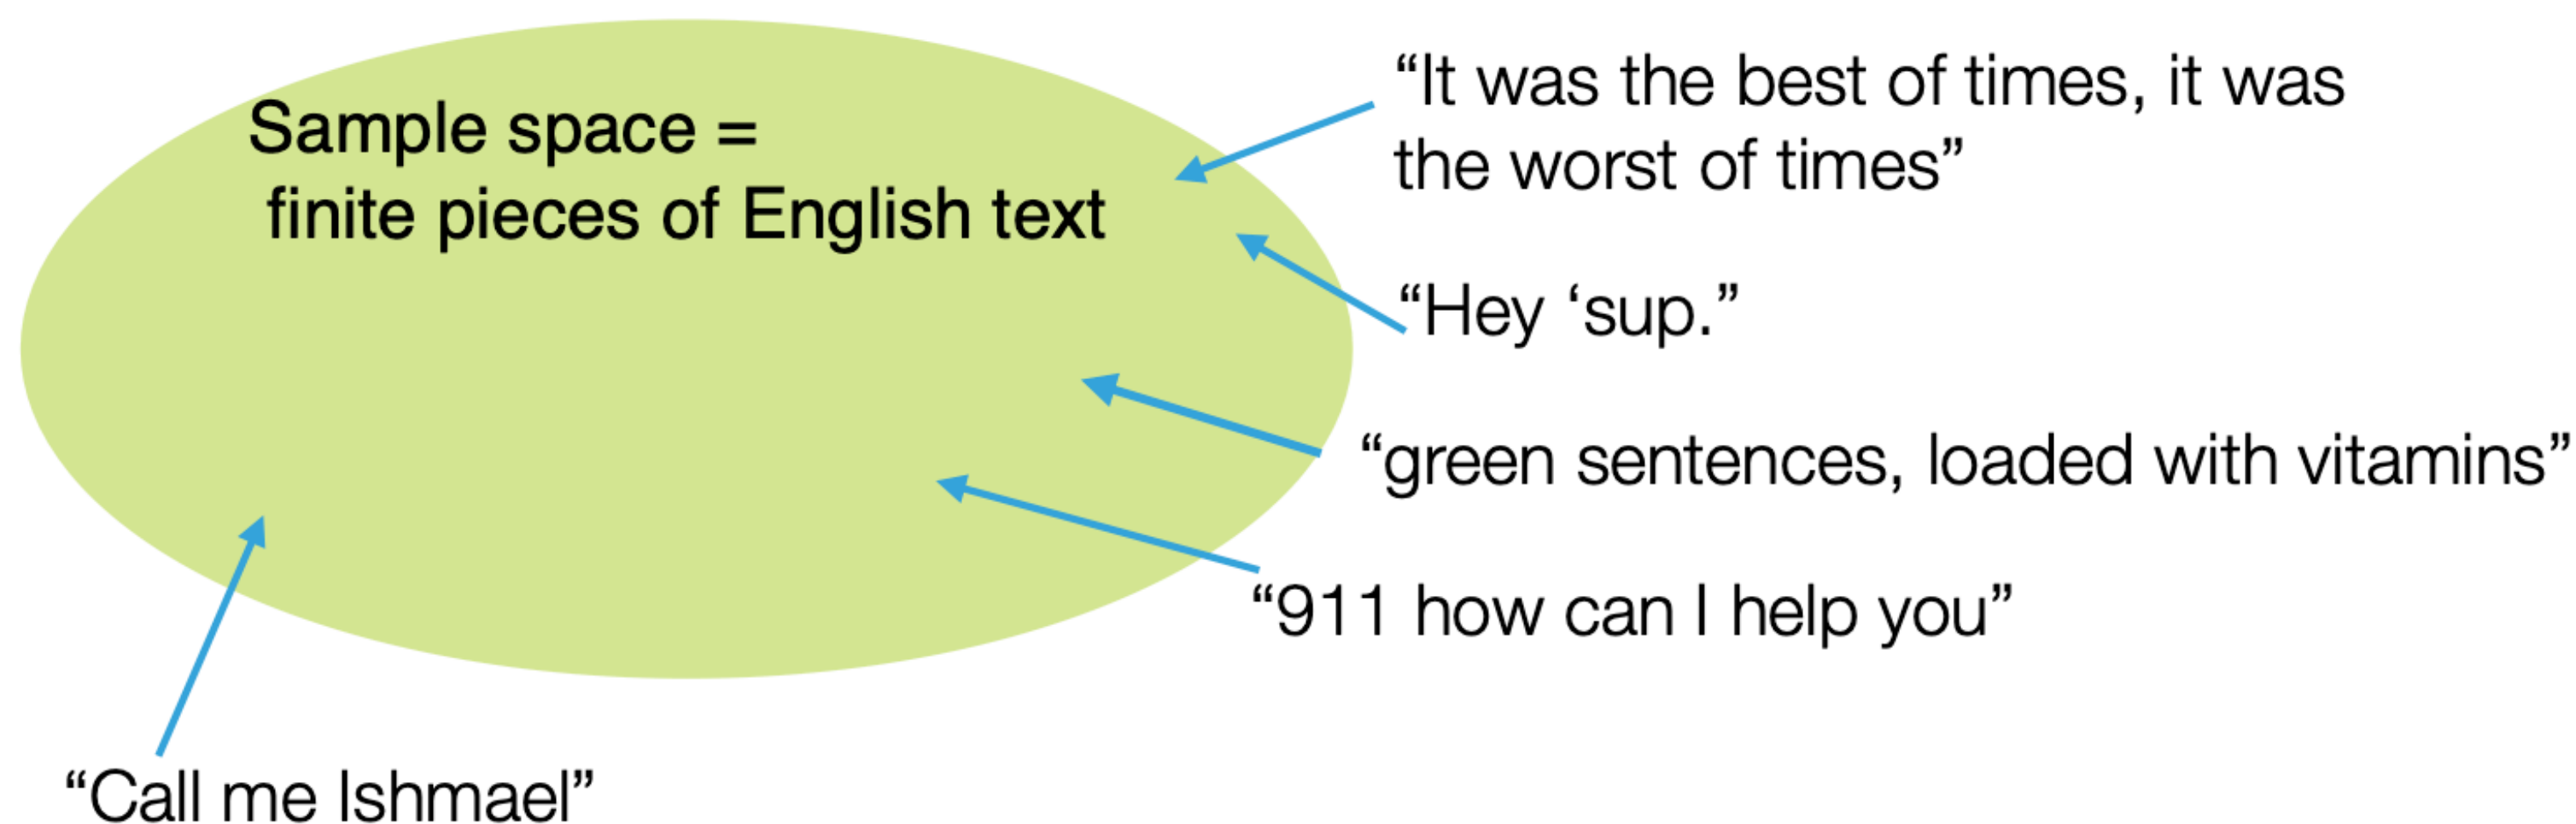 Sample space =
finite pieces of English text
“It was the best of times, it was
the worst of times”
“Hey ‘sup.”
“green sentences, loaded with vitamins”
“911 how can I help you”
“Call me Ishmael”